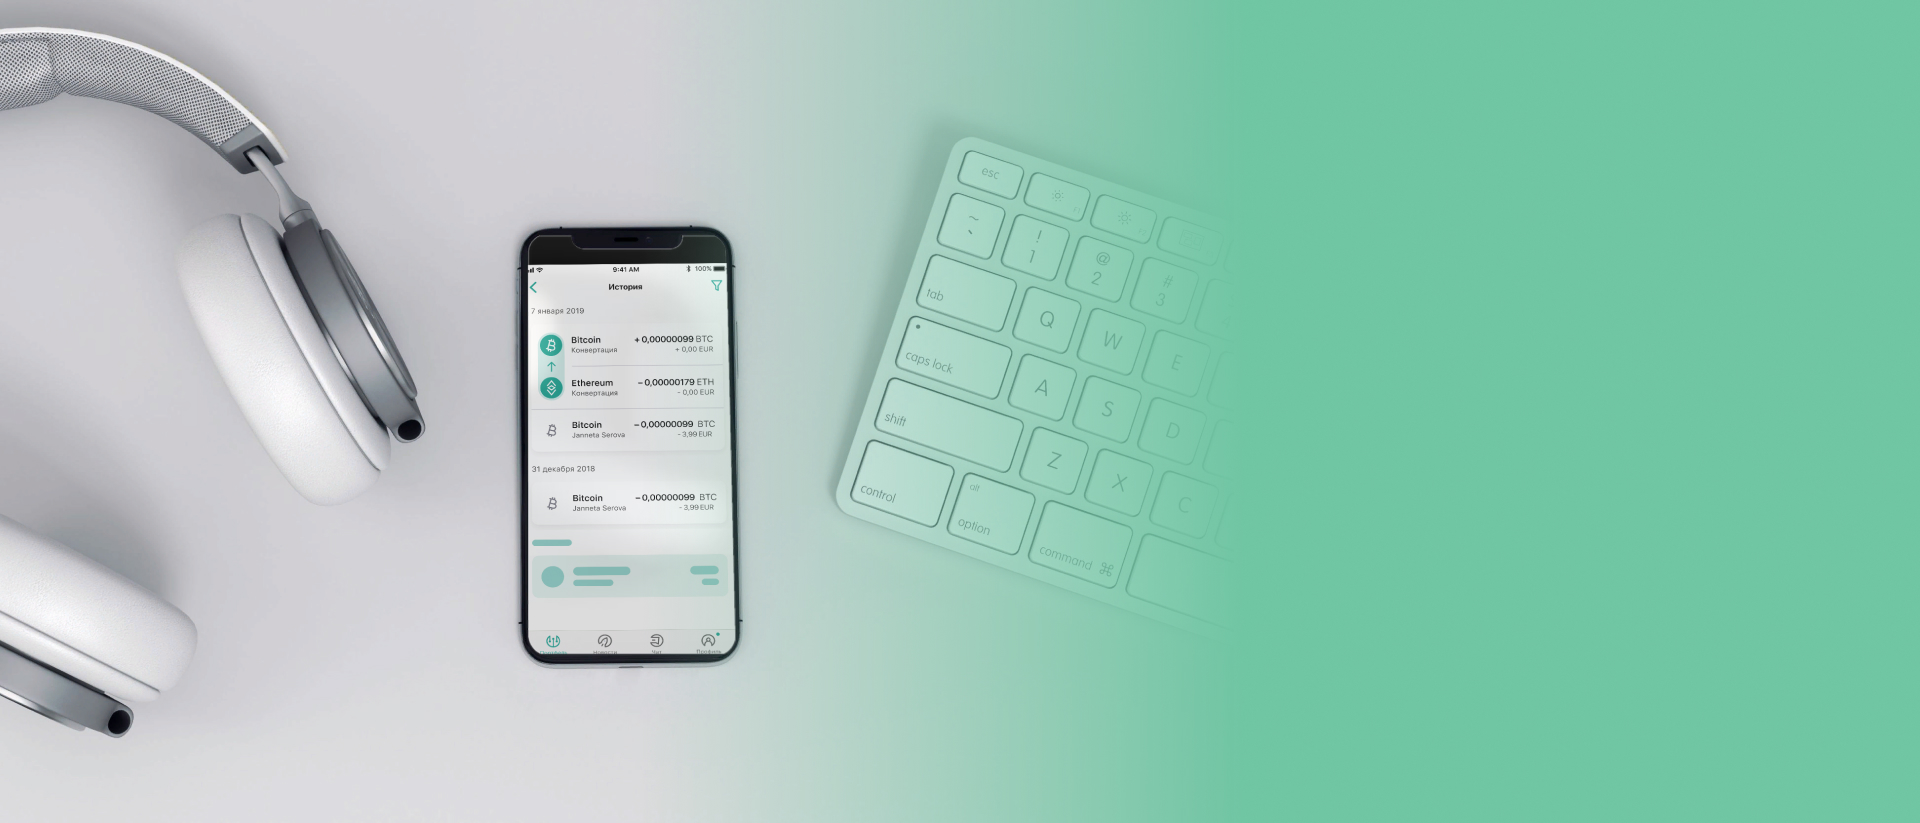 9:41 AM 100%
История
7 января 2019
Bitcoin +0,00000099 BTC
Конвертация + 0,00 EUR
Ethereum −0,00000179 ETH
Конвертация - 0,00 EUR
Bitcoin −0,00000099 BTC
Janneta Serova - 3,99 EUR
31 декабря 2018
Bitcoin −0,00000099 BTC
Janneta Serova - 3,99 EUR
Новости Чат Профиль
esc
~ ! @ #
` 1 2 3
tab Q W E
caps lock A S D
shift Z X C
control alt option command ⌘